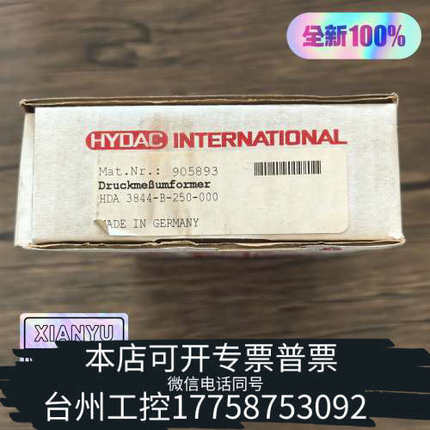 全新100%
HYDAC INTERNATIONAL
Mat.Nr.: 905893
Druckmeßumformer
HDA 3844-B-250-000
MADE IN GERMANY
XIANYU
本店可开专票普票
微信电话同号
台州工控17758753092